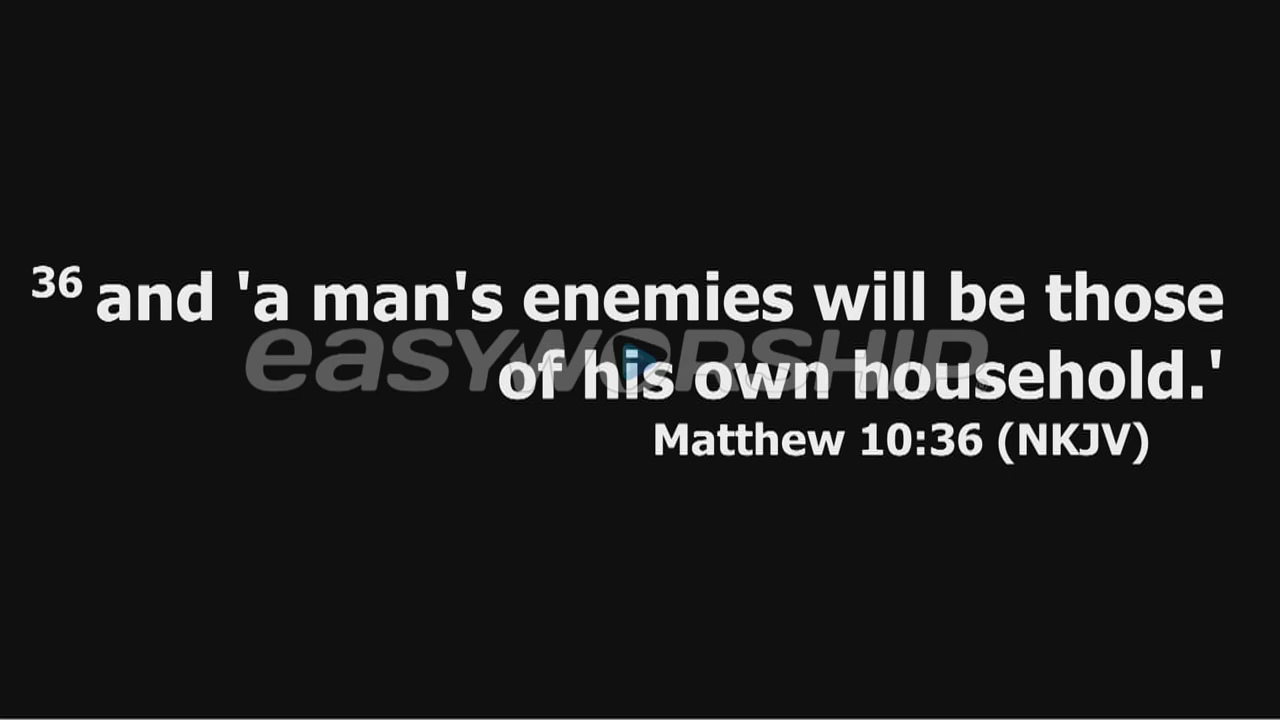 36 and 'a man's enemies will be those
of his own household.'
Matthew 10:36 (NKJV)
easyworship